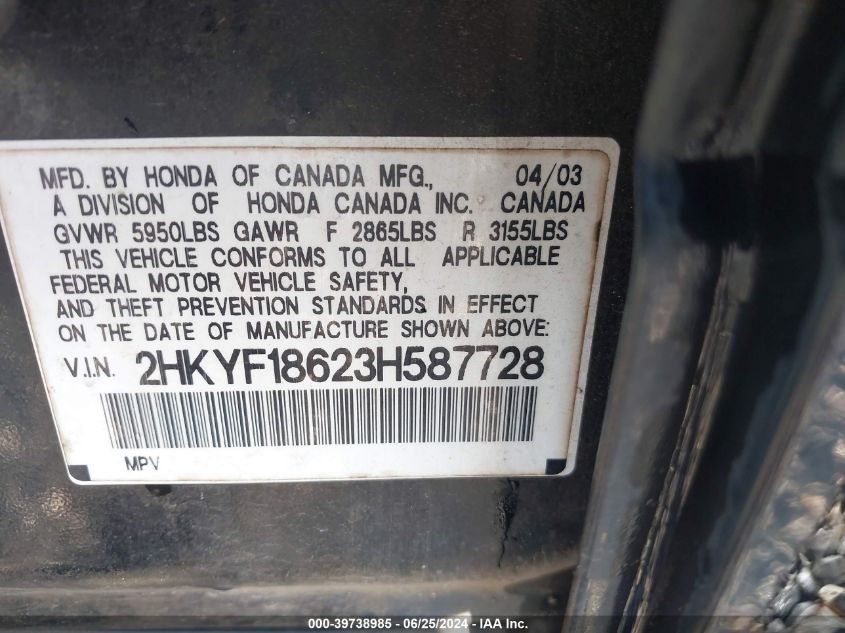 MFD. BY HONDA OF CANADA MFG., 04/03
A DIVISION OF HONDA CANADA INC. CANADA
GVWR 5950LBS GAWR F 2865LBS R 3155LBS
THIS VEHICLE CONFORMS TO ALL APPLICABLE
FEDERAL MOTOR VEHICLE SAFETY,
AND THEFT PREVENTION STANDARDS IN EFFECT
ON THE DATE OF MANUFACTURE SHOWN ABOVE:
V.I.N. 2HKYF18623H587728
MPV
000-39738985 - 06/25/2024 - IAA Inc.